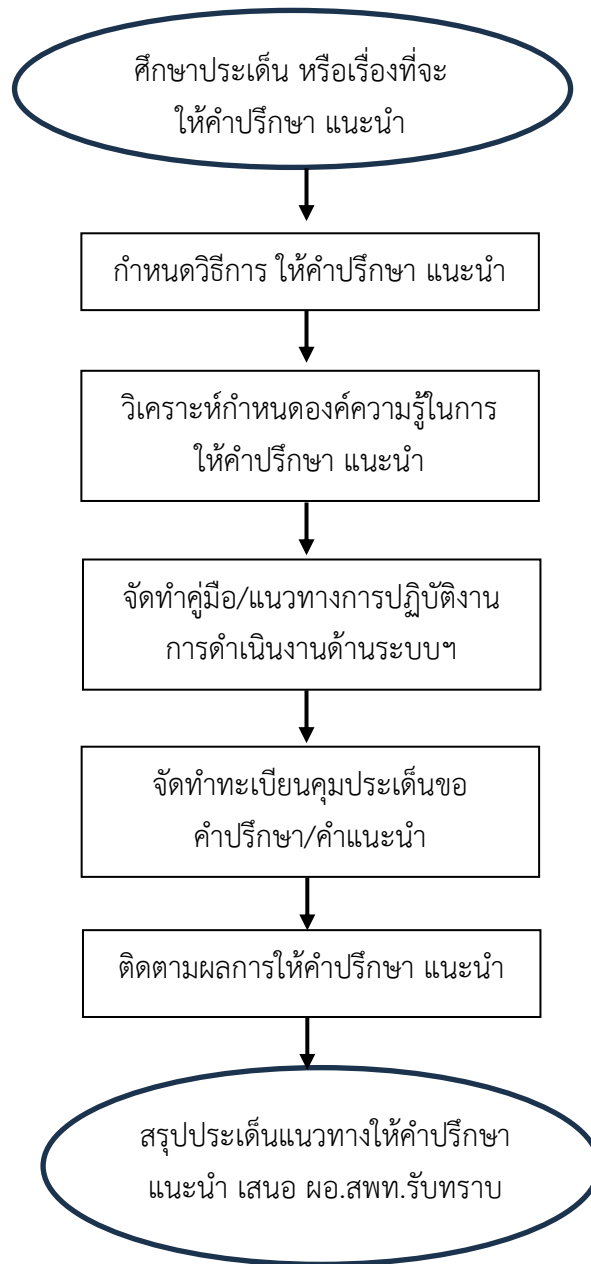 ศึกษาประเด็น หรือเรื่องที่จะ
ให้คำปรึกษา แนะนำ
กำหนดวิธีการ ให้คำปรึกษา แนะนำ
วิเคราะห์กำหนดองค์ความรู้ในการ
ให้คำปรึกษา แนะนำ
จัดทำคู่มือ/แนวทางการปฏิบัติงาน
การดำเนินงานด้านระบบฯ
จัดทำทะเบียนคุมประเด็นขอ
คำปรึกษา/คำแนะนำ
ติดตามผลการให้คำปรึกษา แนะนำ
สรุปประเด็นแนวทางให้คำปรึกษา
แนะนำ เสนอ ผอ.สพท.รับทราบ